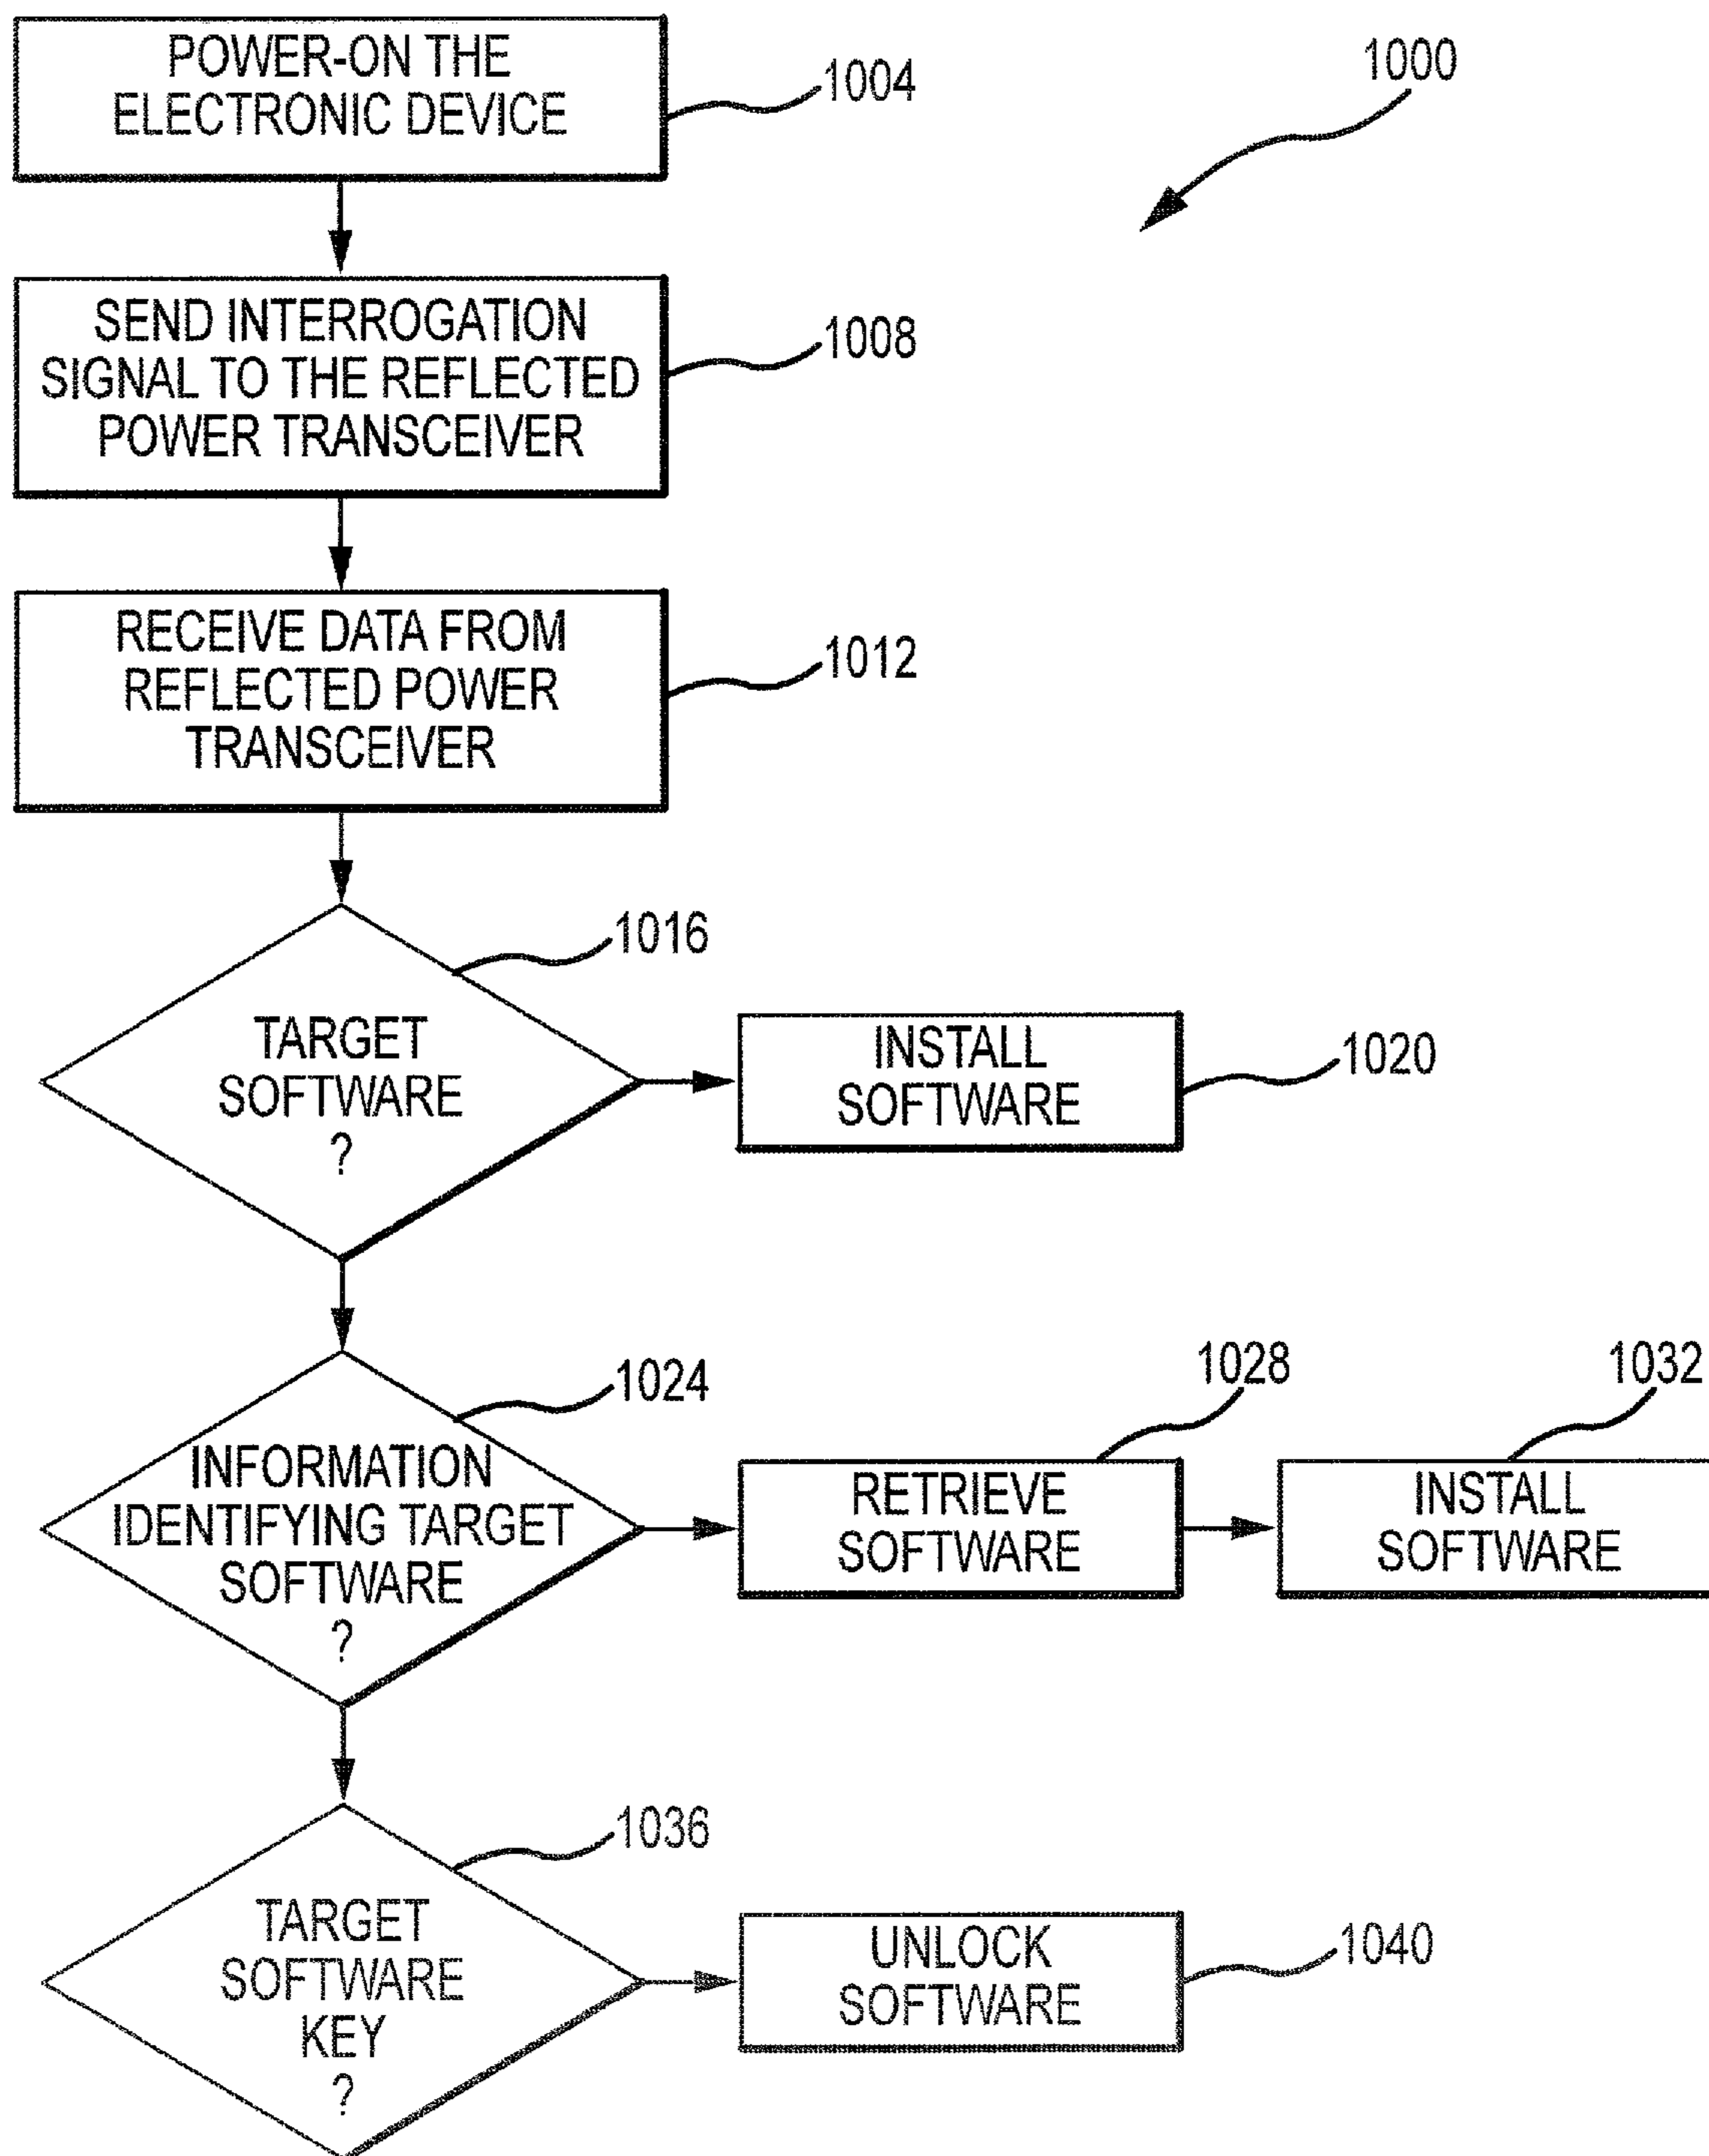 POWER-ON THE
ELECTRONIC DEVICE
1004
1000
SEND INTERROGATION
SIGNAL TO THE REFLECTED
POWER TRANSCEIVER
1008
RECEIVE DATA FROM
REFLECTED POWER
TRANSCEIVER
1012
1016
TARGET
SOFTWARE
?
INSTALL
SOFTWARE
1020
1024
INFORMATION
IDENTIFYING TARGET
SOFTWARE
?
1028
RETRIEVE
SOFTWARE
1032
INSTALL
SOFTWARE
1036
TARGET
SOFTWARE
KEY
?
UNLOCK
SOFTWARE
1040